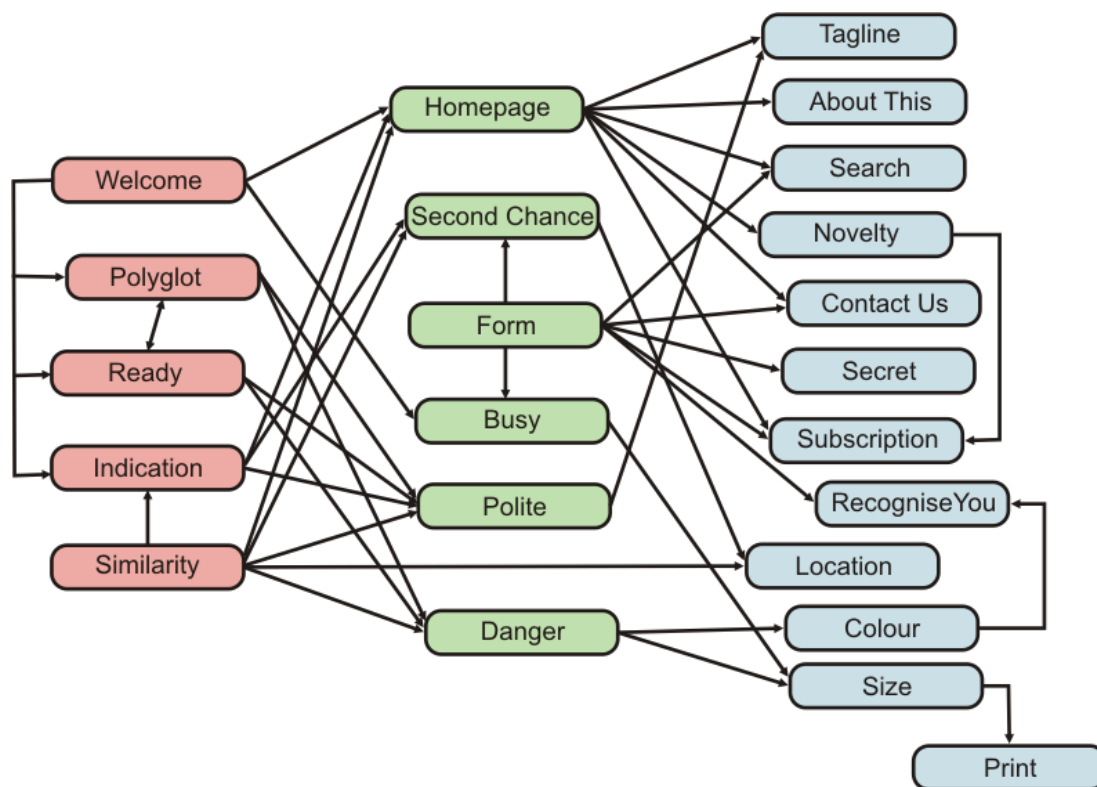 Welcome
Polyglot
Ready
Indication
Similarity
Homepage
Second Chance
Form
Busy
Polite
Danger
Tagline
About This
Search
Novelty
Contact Us
Secret
Subscription
RecogniseYou
Location
Colour
Size
Print